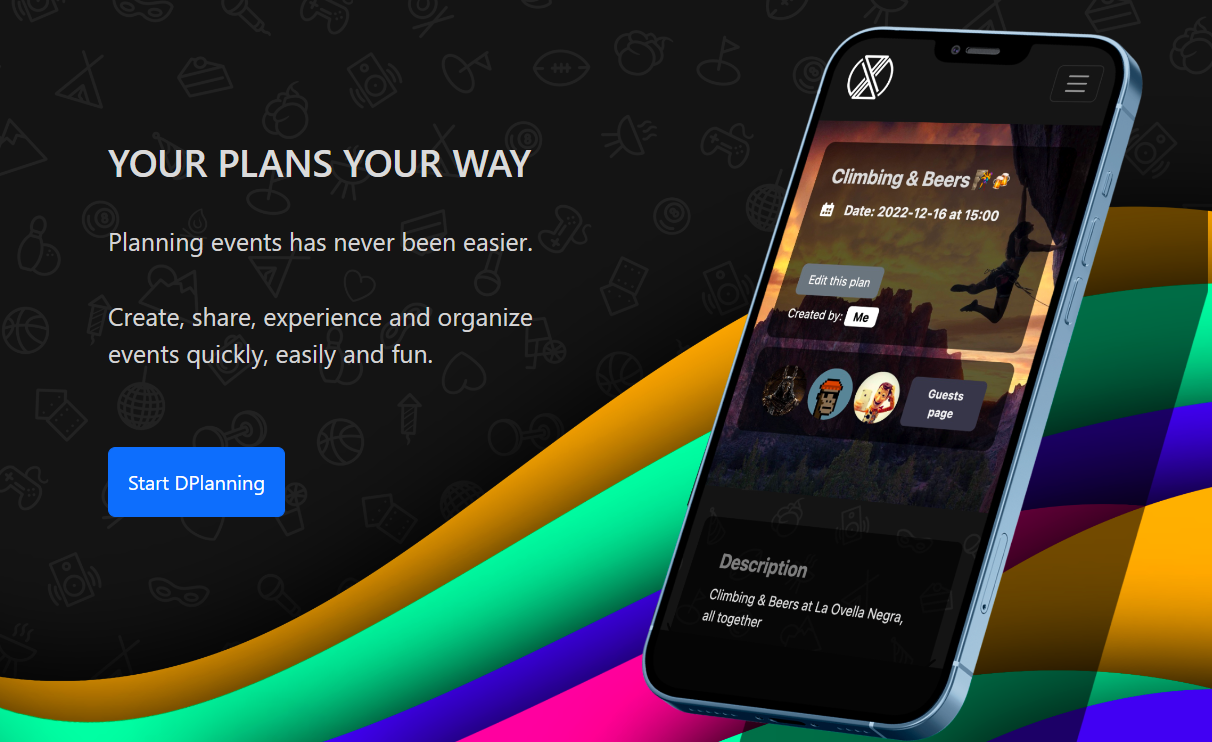 YOUR PLANS YOUR WAY
Planning events has never been easier.
Create, share, experience and organize
events quickly, easily and fun.
Start DPlanning
Climbing & Beers 🧗🍻
Date: 2022-12-16 at 15:00
Edit this plan
Created by: Me
Guests
page
Description
Climbing & Beers at La Ovella Negra,
all together